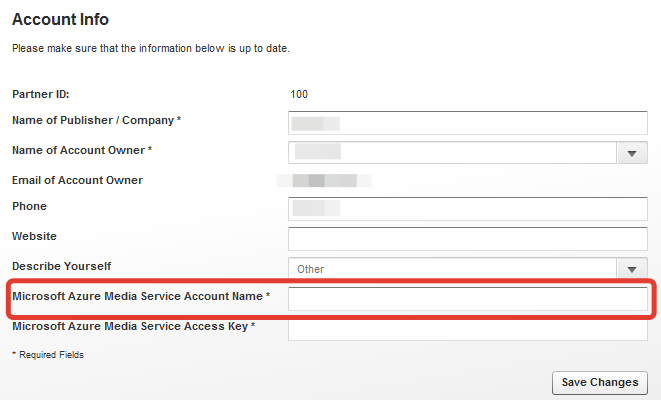 Account Info
Please make sure that the information below is up to date.
Partner ID: 100
Name of Publisher / Company *
Name of Account Owner *
Email of Account Owner
Phone
Website
Describe Yourself Other
Microsoft Azure Media Service Account Name *
Microsoft Azure Media Service Access Key *
* Required Fields
Save Changes